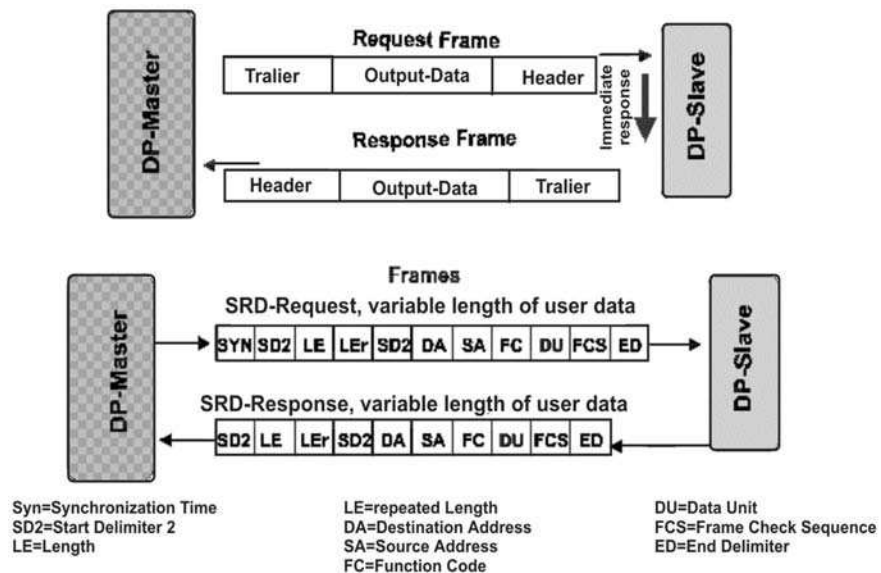 DP-Master
Request Frame
Tralier Output-Data Header
Immediate
response
DP-Slave
Response Frame
Header Output-Data Tralier
DP-Master
Frames
SRD-Request, variable length of user data
SYN SD2 LE LEr SD2 DA SA FC DU FCS ED
DP-Slave
SRD-Response, variable length of user data
SD2 LE LEr SD2 DA SA FC DU FCS ED
Syn=Synchronization Time
SD2=Start Delimiter 2
LE=Length
LE=repeated Length
DA=Destination Address
SA=Source Address
FC=Function Code
DU=Data Unit
FCS=Frame Check Sequence
ED=End Delimiter